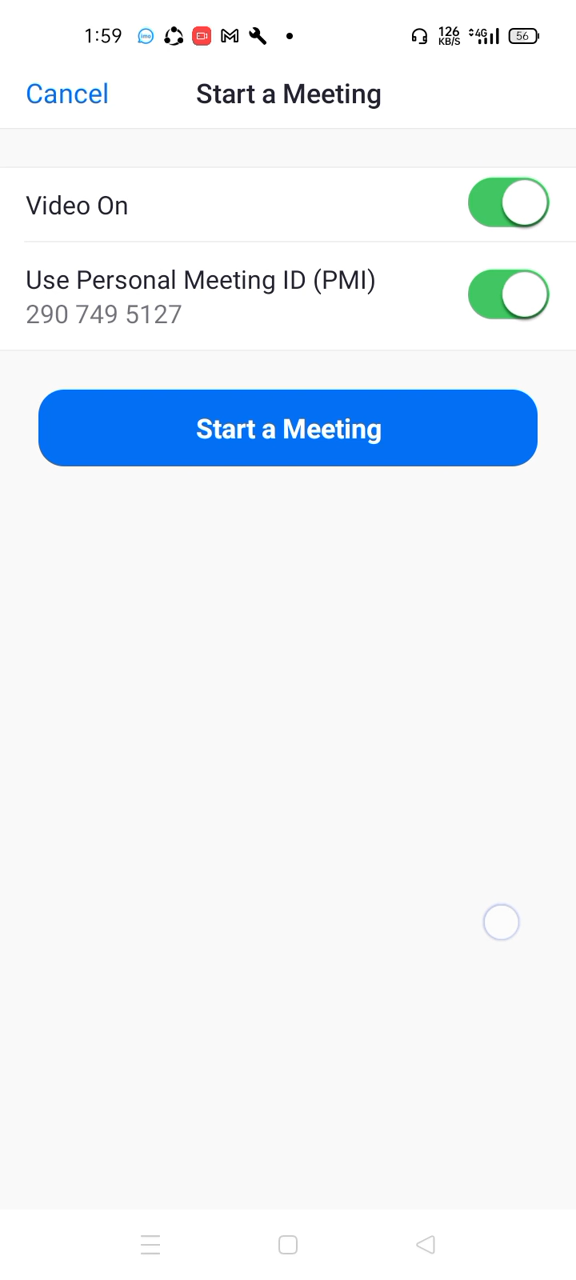 1:59 imo 126 KB/S 4G 56
Cancel Start a Meeting
Video On
Use Personal Meeting ID (PMI)
290 749 5127
Start a Meeting